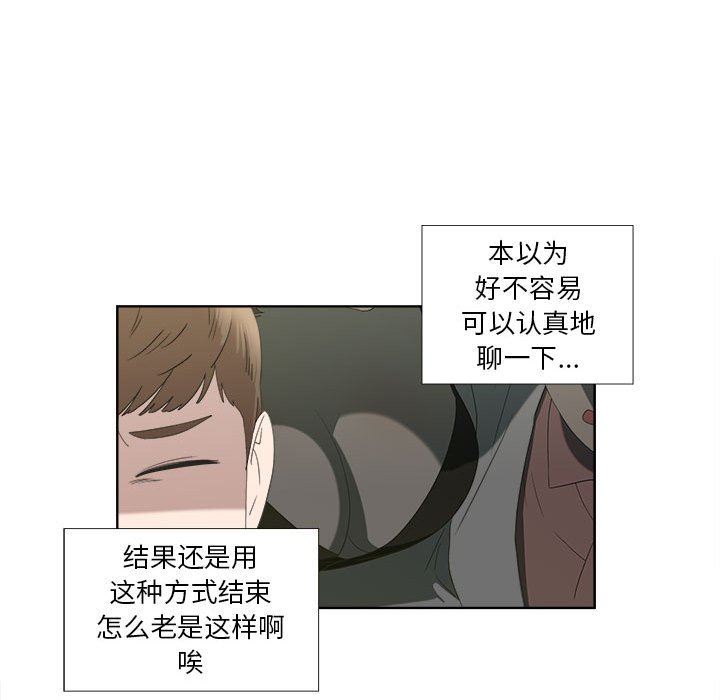 本以为
好不容易
可以认真地
聊一下...
结果还是用
这种方式结束
怎么老是这样啊
唉